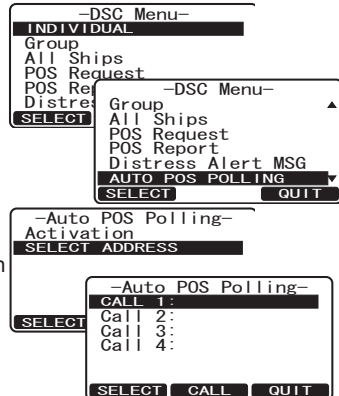 -DSC Menu-
INDIVIDUAL
Group
All Ships
POS Request
POS Rep
Distres
SELECT
-DSC Menu-
Group
All Ships
POS Request
POS Report
Distress Alert MSG
AUTO POS POLLING
SELECT QUIT
-Auto POS Polling-
Activation
SELECT ADDRESS
SELECT
-Auto POS Polling-
CALL 1:
Call 2:
Call 3:
Call 4:
SELECT CALL QUIT